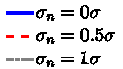 σₙ = 0σ
σₙ = 0.5σ
σₙ = 1σ